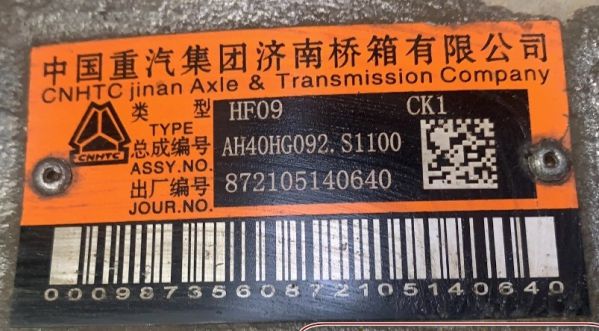 中国重汽集团济南桥箱有限公司
CNHTC jinan Axle & Transmission Company
类 型 HF09 CK1
TYPE
总成编号 AH40HG092.S1100
ASSY.NO.
出厂编号 872105140640
JOUR.NO.
CNHTC
0009873560872105140640